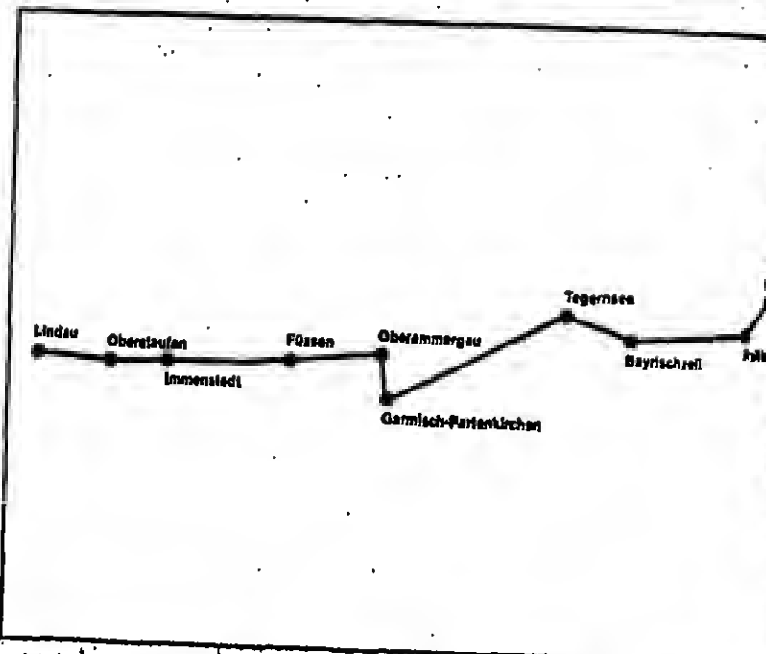 Lindau
Oberstaufen
Immenstadt
Füssen
Oberammergau
Garmisch-Partenkirchen
Tegernsee
Bayrischzell